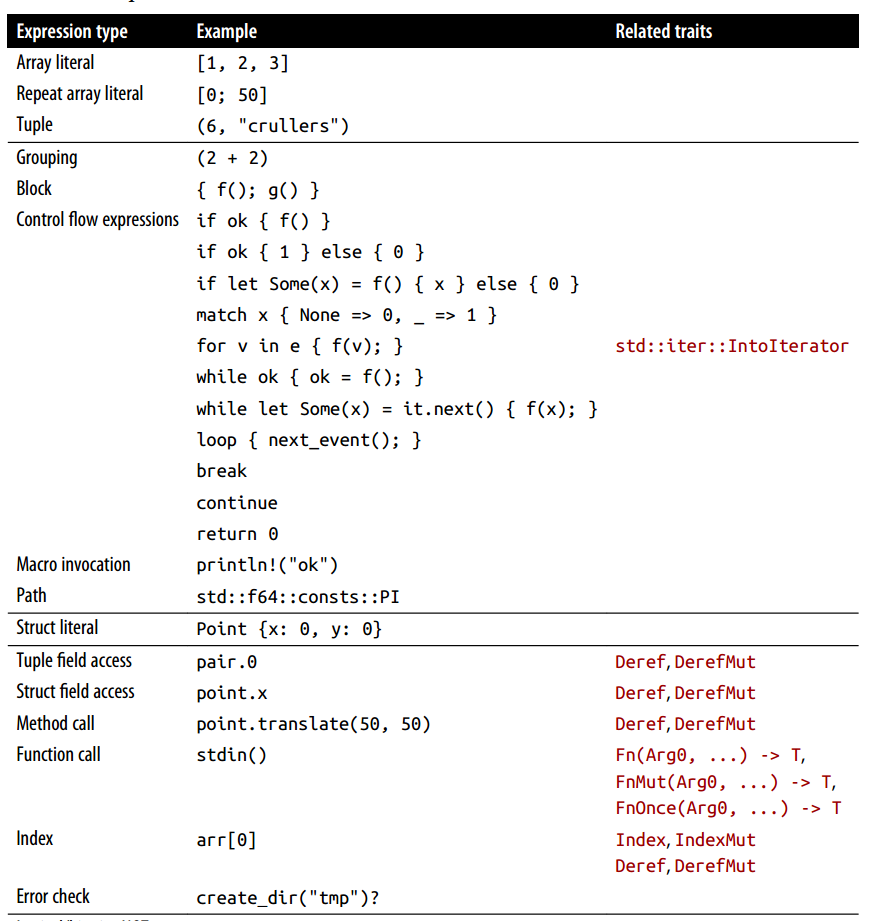 Expression type Example Related traits
Array literal [1, 2, 3]
Repeat array literal [0; 50]
Tuple (6, "crullers")
Grouping (2 + 2)
Block { f(); g() }
Control flow expressions if ok { f() }
if ok { 1 } else { 0 }
if let Some(x) = f() { x } else { 0 }
match x { None => 0, _ => 1 }
for v in e { f(v); } std::iter::IntoIterator
while ok { ok = f(); }
while let Some(x) = it.next() { f(x); }
loop { next_event(); }
break
continue
return 0
Macro invocation println!("ok")
Path std::f64::consts::PI
Struct literal Point {x: 0, y: 0}
Tuple field access pair.0 Deref, DerefMut
Struct field access point.x Deref, DerefMut
Method call point.translate(50, 50) Deref, DerefMut
Function call stdin() Fn(Arg0, ...) -> T,
FnMut(Arg0, ...) -> T,
FnOnce(Arg0, ...) -> T
Index arr[0] Index, IndexMut
Deref, DerefMut
Error check create_dir("tmp")?